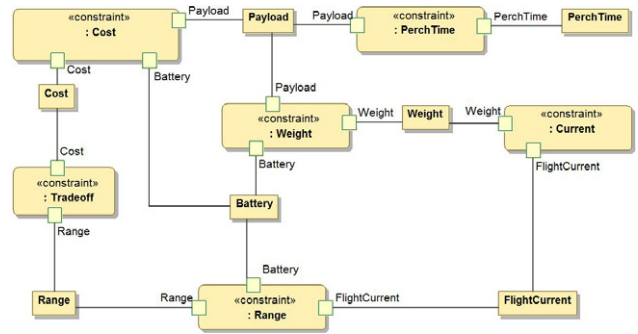 «constraint»
: Cost
Payload
Payload
Payload
«constraint»
: PerchTime
PerchTime
PerchTime
Cost
Battery
Cost
Payload
«constraint»
: Weight
Weight
Weight
Weight
«constraint»
: Current
Cost
Battery
FlightCurrent
«constraint»
: Tradeoff
Battery
Range
Battery
Range
Range
«constraint»
: Range
FlightCurrent
FlightCurrent